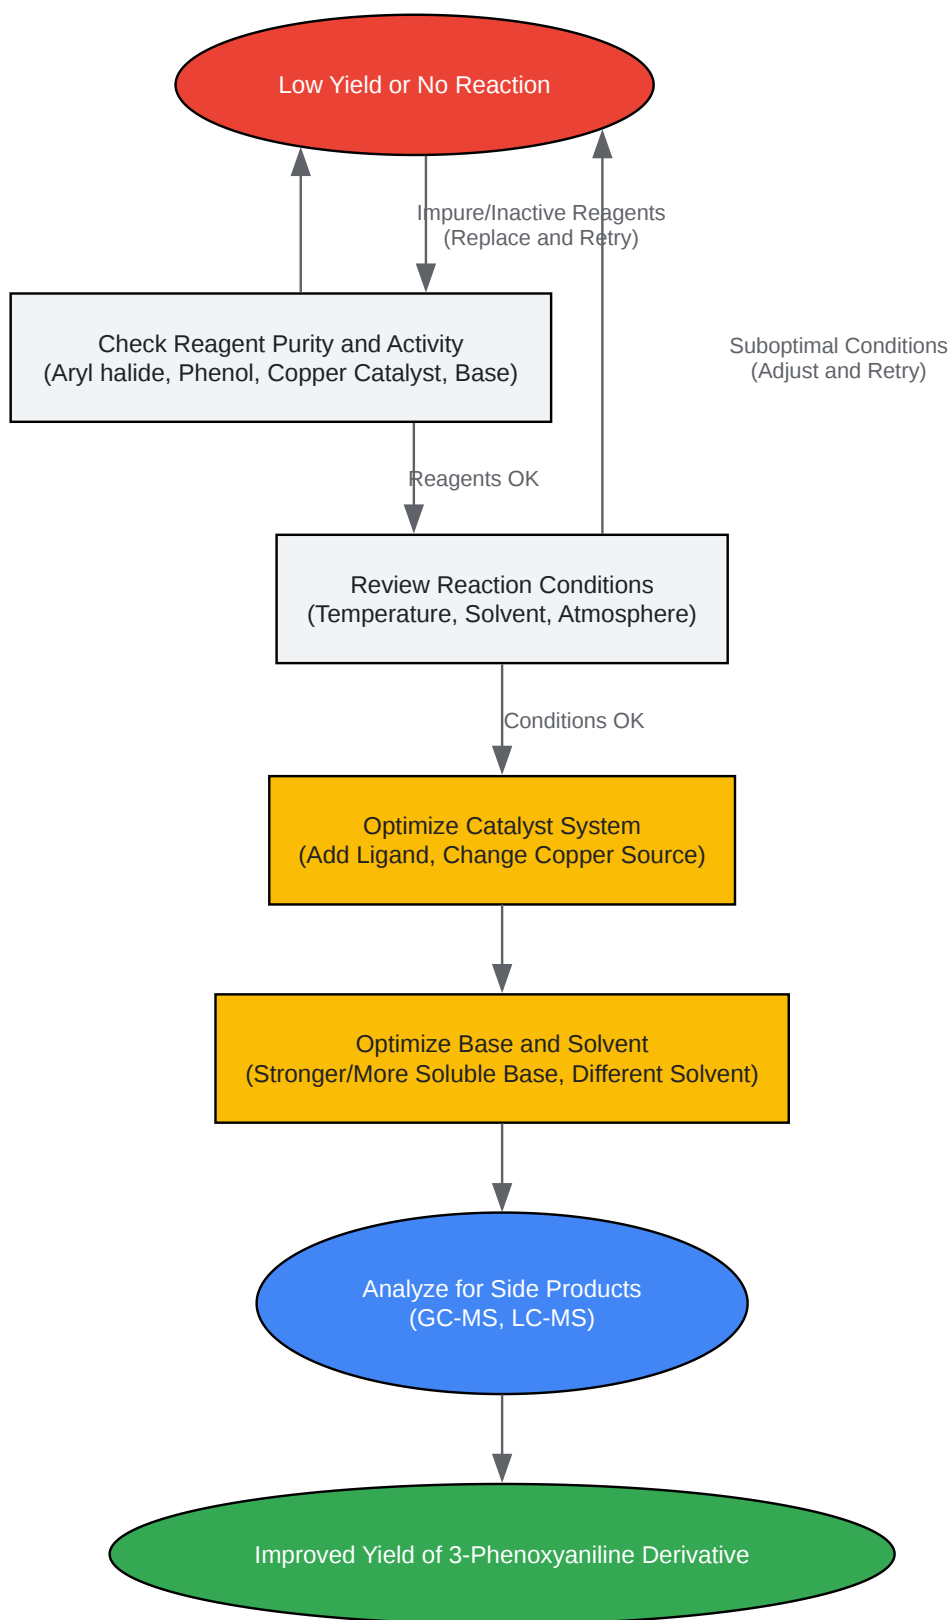 Low Yield or No Reaction
Impure/Inactive Reagents
(Replace and Retry)
Check Reagent Purity and Activity
(Aryl halide, Phenol, Copper Catalyst, Base)
Suboptimal Conditions
(Adjust and Retry)
Reagents OK
Review Reaction Conditions
(Temperature, Solvent, Atmosphere)
Conditions OK
Optimize Catalyst System
(Add Ligand, Change Copper Source)
Optimize Base and Solvent
(Stronger/More Soluble Base, Different Solvent)
Analyze for Side Products
(GC-MS, LC-MS)
Improved Yield of 3-Phenoxyaniline Derivative